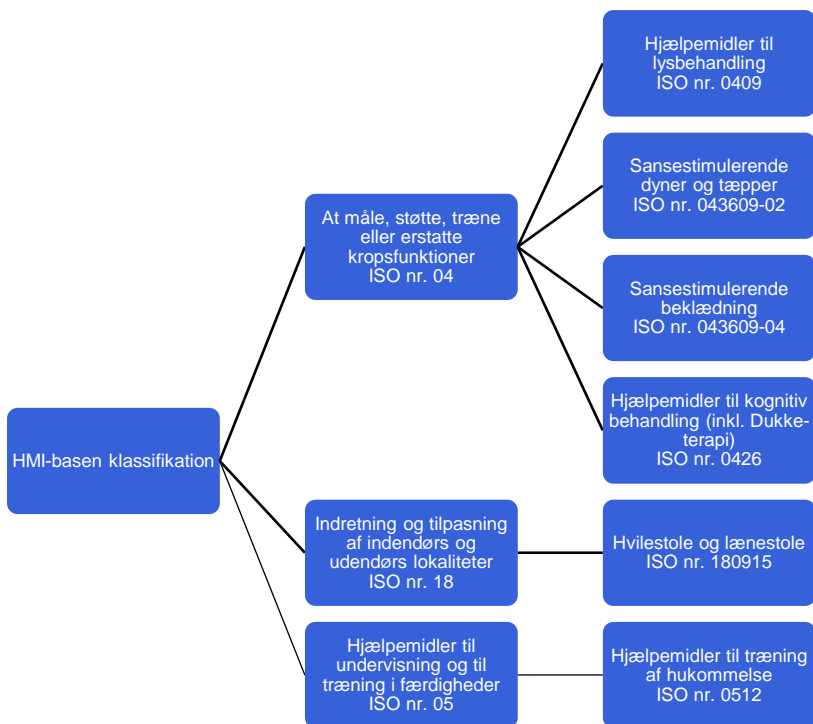 HMI-basen klassifikation
At måle, støtte, træne
eller erstatte
kropsfunktioner
ISO nr. 04
Hjælpemidler til
lysbehandling
ISO nr. 0409
Sansestimulerende
dyner og tæpper
ISO nr. 043609-02
Sansestimulerende
beklædning
ISO nr. 043609-04
Hjælpemidler til kognitiv
behandling (inkl. Dukke-
terapi)
ISO nr. 0426
Indretning og tilpasning
af indendørs og
udendørs lokaliteter
ISO nr. 18
Hvilestole og lænestole
ISO nr. 180915
Hjælpemidler til
undervisning og til
træning i færdigheder
ISO nr. 05
Hjælpemidler til træning
af hukommelse
ISO nr. 0512